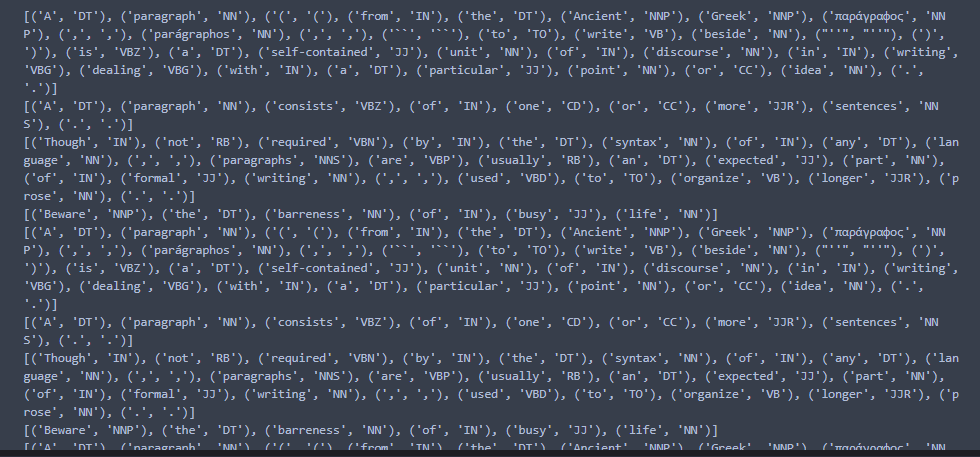 [('A', 'DT'), ('paragraph', 'NN'), ('(', '('), ('from', 'IN'), ('the', 'DT'), ('Ancient', 'NNP'), ('Greek', 'NNP'), ('παράγραφος', 'NN
P'), (',', ','), ('parágraphos', 'NN'), (',', ','), ('``', '``'), ('to', 'TO'), ('write', 'VB'), ('beside', 'NN'), ("''", "''"), (')',
')'), ('is', 'VBZ'), ('a', 'DT'), ('self-contained', 'JJ'), ('unit', 'NN'), ('of', 'IN'), ('discourse', 'NN'), ('in', 'IN'), ('writing',
'VBG'), ('dealing', 'VBG'), ('with', 'IN'), ('a', 'DT'), ('particular', 'JJ'), ('point', 'NN'), ('or', 'CC'), ('idea', 'NN'), ('.',
'.')]
[('A', 'DT'), ('paragraph', 'NN'), ('consists', 'VBZ'), ('of', 'IN'), ('one', 'CD'), ('or', 'CC'), ('more', 'JJR'), ('sentences', 'NN
S'), ('.', '.')]
[('Though', 'IN'), ('not', 'RB'), ('required', 'VBN'), ('by', 'IN'), ('the', 'DT'), ('syntax', 'NN'), ('of', 'IN'), ('any', 'DT'), ('lan
guage', 'NN'), (',', ','), ('paragraphs', 'NNS'), ('are', 'VBP'), ('usually', 'RB'), ('an', 'DT'), ('expected', 'JJ'), ('part', 'NN'),
('of', 'IN'), ('formal', 'JJ'), ('writing', 'NN'), (',', ','), ('used', 'VBD'), ('to', 'TO'), ('organize', 'VB'), ('longer', 'JJR'), ('p
rose', 'NN'), ('.', '.')]
[('Beware', 'NNP'), ('the', 'DT'), ('barreness', 'NN'), ('of', 'IN'), ('busy', 'JJ'), ('life', 'NN')]
[('A', 'DT'), ('paragraph', 'NN'), ('(', '('), ('from', 'IN'), ('the', 'DT'), ('Ancient', 'NNP'), ('Greek', 'NNP'), ('παράγραφος', 'NN
P'), (',', ','), ('parágraphos', 'NN'), (',', ','), ('``', '``'), ('to', 'TO'), ('write', 'VB'), ('beside', 'NN'), ("''", "''"), (')',
')'), ('is', 'VBZ'), ('a', 'DT'), ('self-contained', 'JJ'), ('unit', 'NN'), ('of', 'IN'), ('discourse', 'NN'), ('in', 'IN'), ('writing',
'VBG'), ('dealing', 'VBG'), ('with', 'IN'), ('a', 'DT'), ('particular', 'JJ'), ('point', 'NN'), ('or', 'CC'), ('idea', 'NN'), ('.',
'.')]
[('A', 'DT'), ('paragraph', 'NN'), ('consists', 'VBZ'), ('of', 'IN'), ('one', 'CD'), ('or', 'CC'), ('more', 'JJR'), ('sentences', 'NN
S'), ('.', '.')]
[('Though', 'IN'), ('not', 'RB'), ('required', 'VBN'), ('by', 'IN'), ('the', 'DT'), ('syntax', 'NN'), ('of', 'IN'), ('any', 'DT'), ('lan
guage', 'NN'), (',', ','), ('paragraphs', 'NNS'), ('are', 'VBP'), ('usually', 'RB'), ('an', 'DT'), ('expected', 'JJ'), ('part', 'NN'),
('of', 'IN'), ('formal', 'JJ'), ('writing', 'NN'), (',', ','), ('used', 'VBD'), ('to', 'TO'), ('organize', 'VB'), ('longer', 'JJR'), ('p
rose', 'NN'), ('.', '.')]
[('Beware', 'NNP'), ('the', 'DT'), ('barreness', 'NN'), ('of', 'IN'), ('busy', 'JJ'), ('life', 'NN')]
[('A', 'DT'), ('paragraph', 'NN'), ('(', '('), ('from', 'IN'), ('the', 'DT'), ('Ancient', 'NNP'), ('Greek', 'NNP'), ('παράγραφος', 'NN